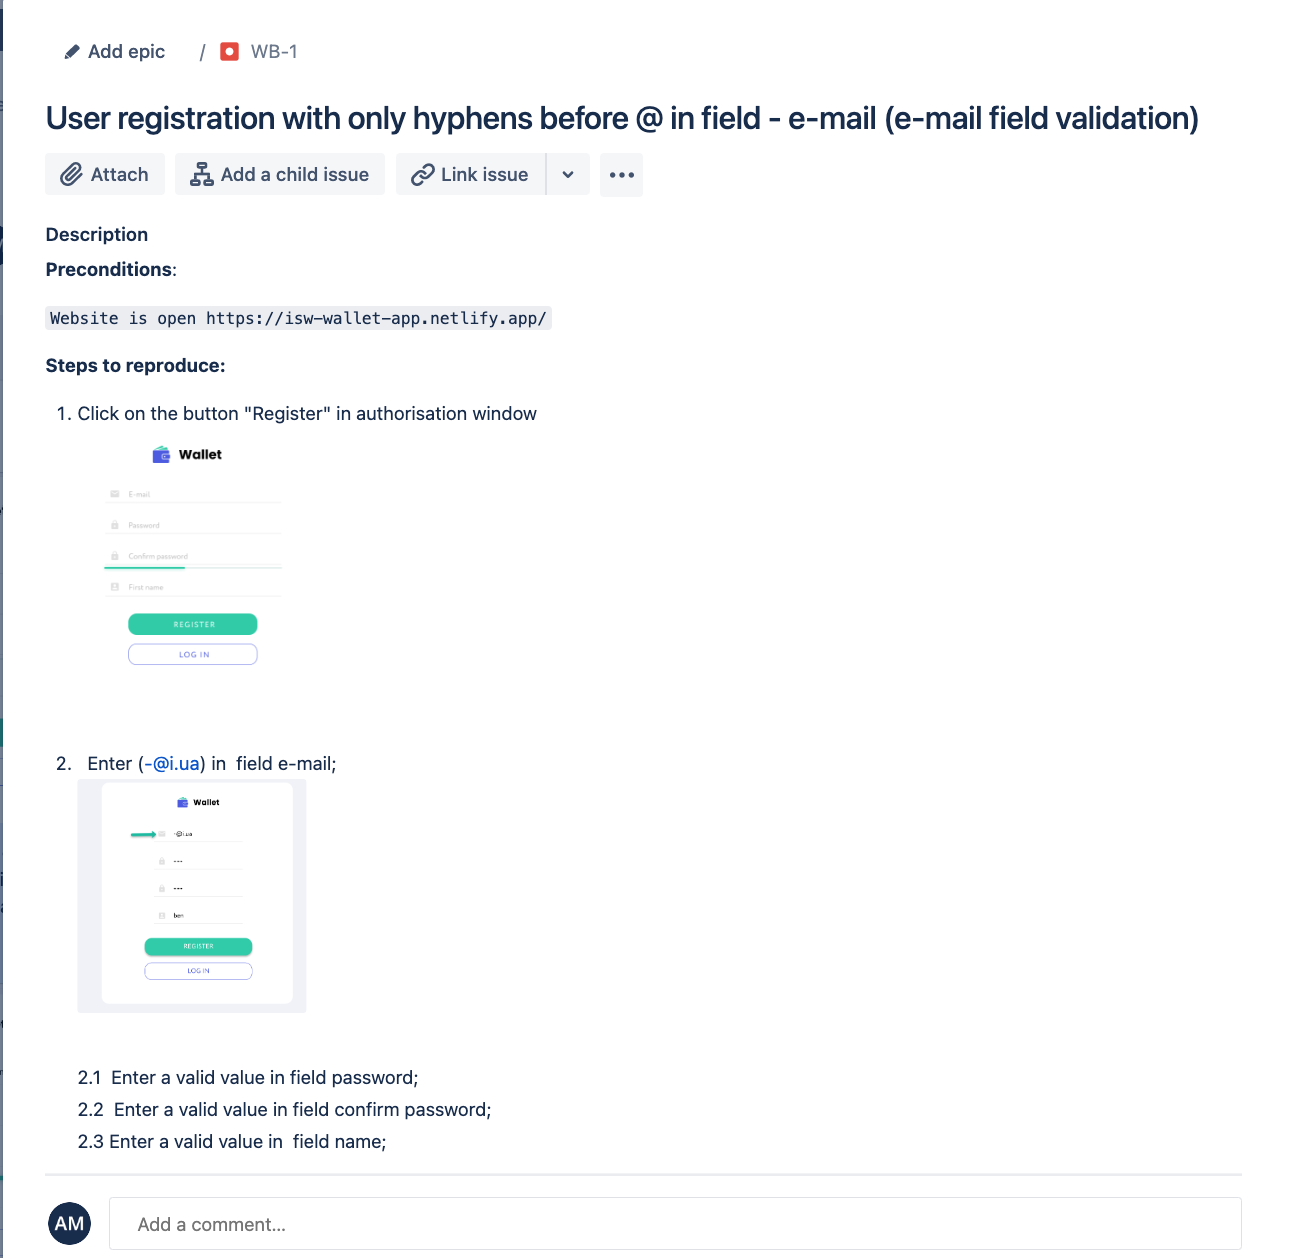 Add epic / WB-1
User registration with only hyphens before @ in field - e-mail (e-mail field validation)
Attach Add a child issue Link issue
Description
Preconditions:
Website is open https://isw-wallet-app.netlify.app/
Steps to reproduce:
1. Click on the button "Register" in authorisation window
Wallet
E-mail
Password
Confirm password
First name
REGISTER
LOG IN
2. Enter (-@i.ua) in field e-mail;
Wallet
-@i.ua
---
---
ben
REGISTER
LOG IN
2.1 Enter a valid value in field password;
2.2 Enter a valid value in field confirm password;
2.3 Enter a valid value in field name;
AM Add a comment...